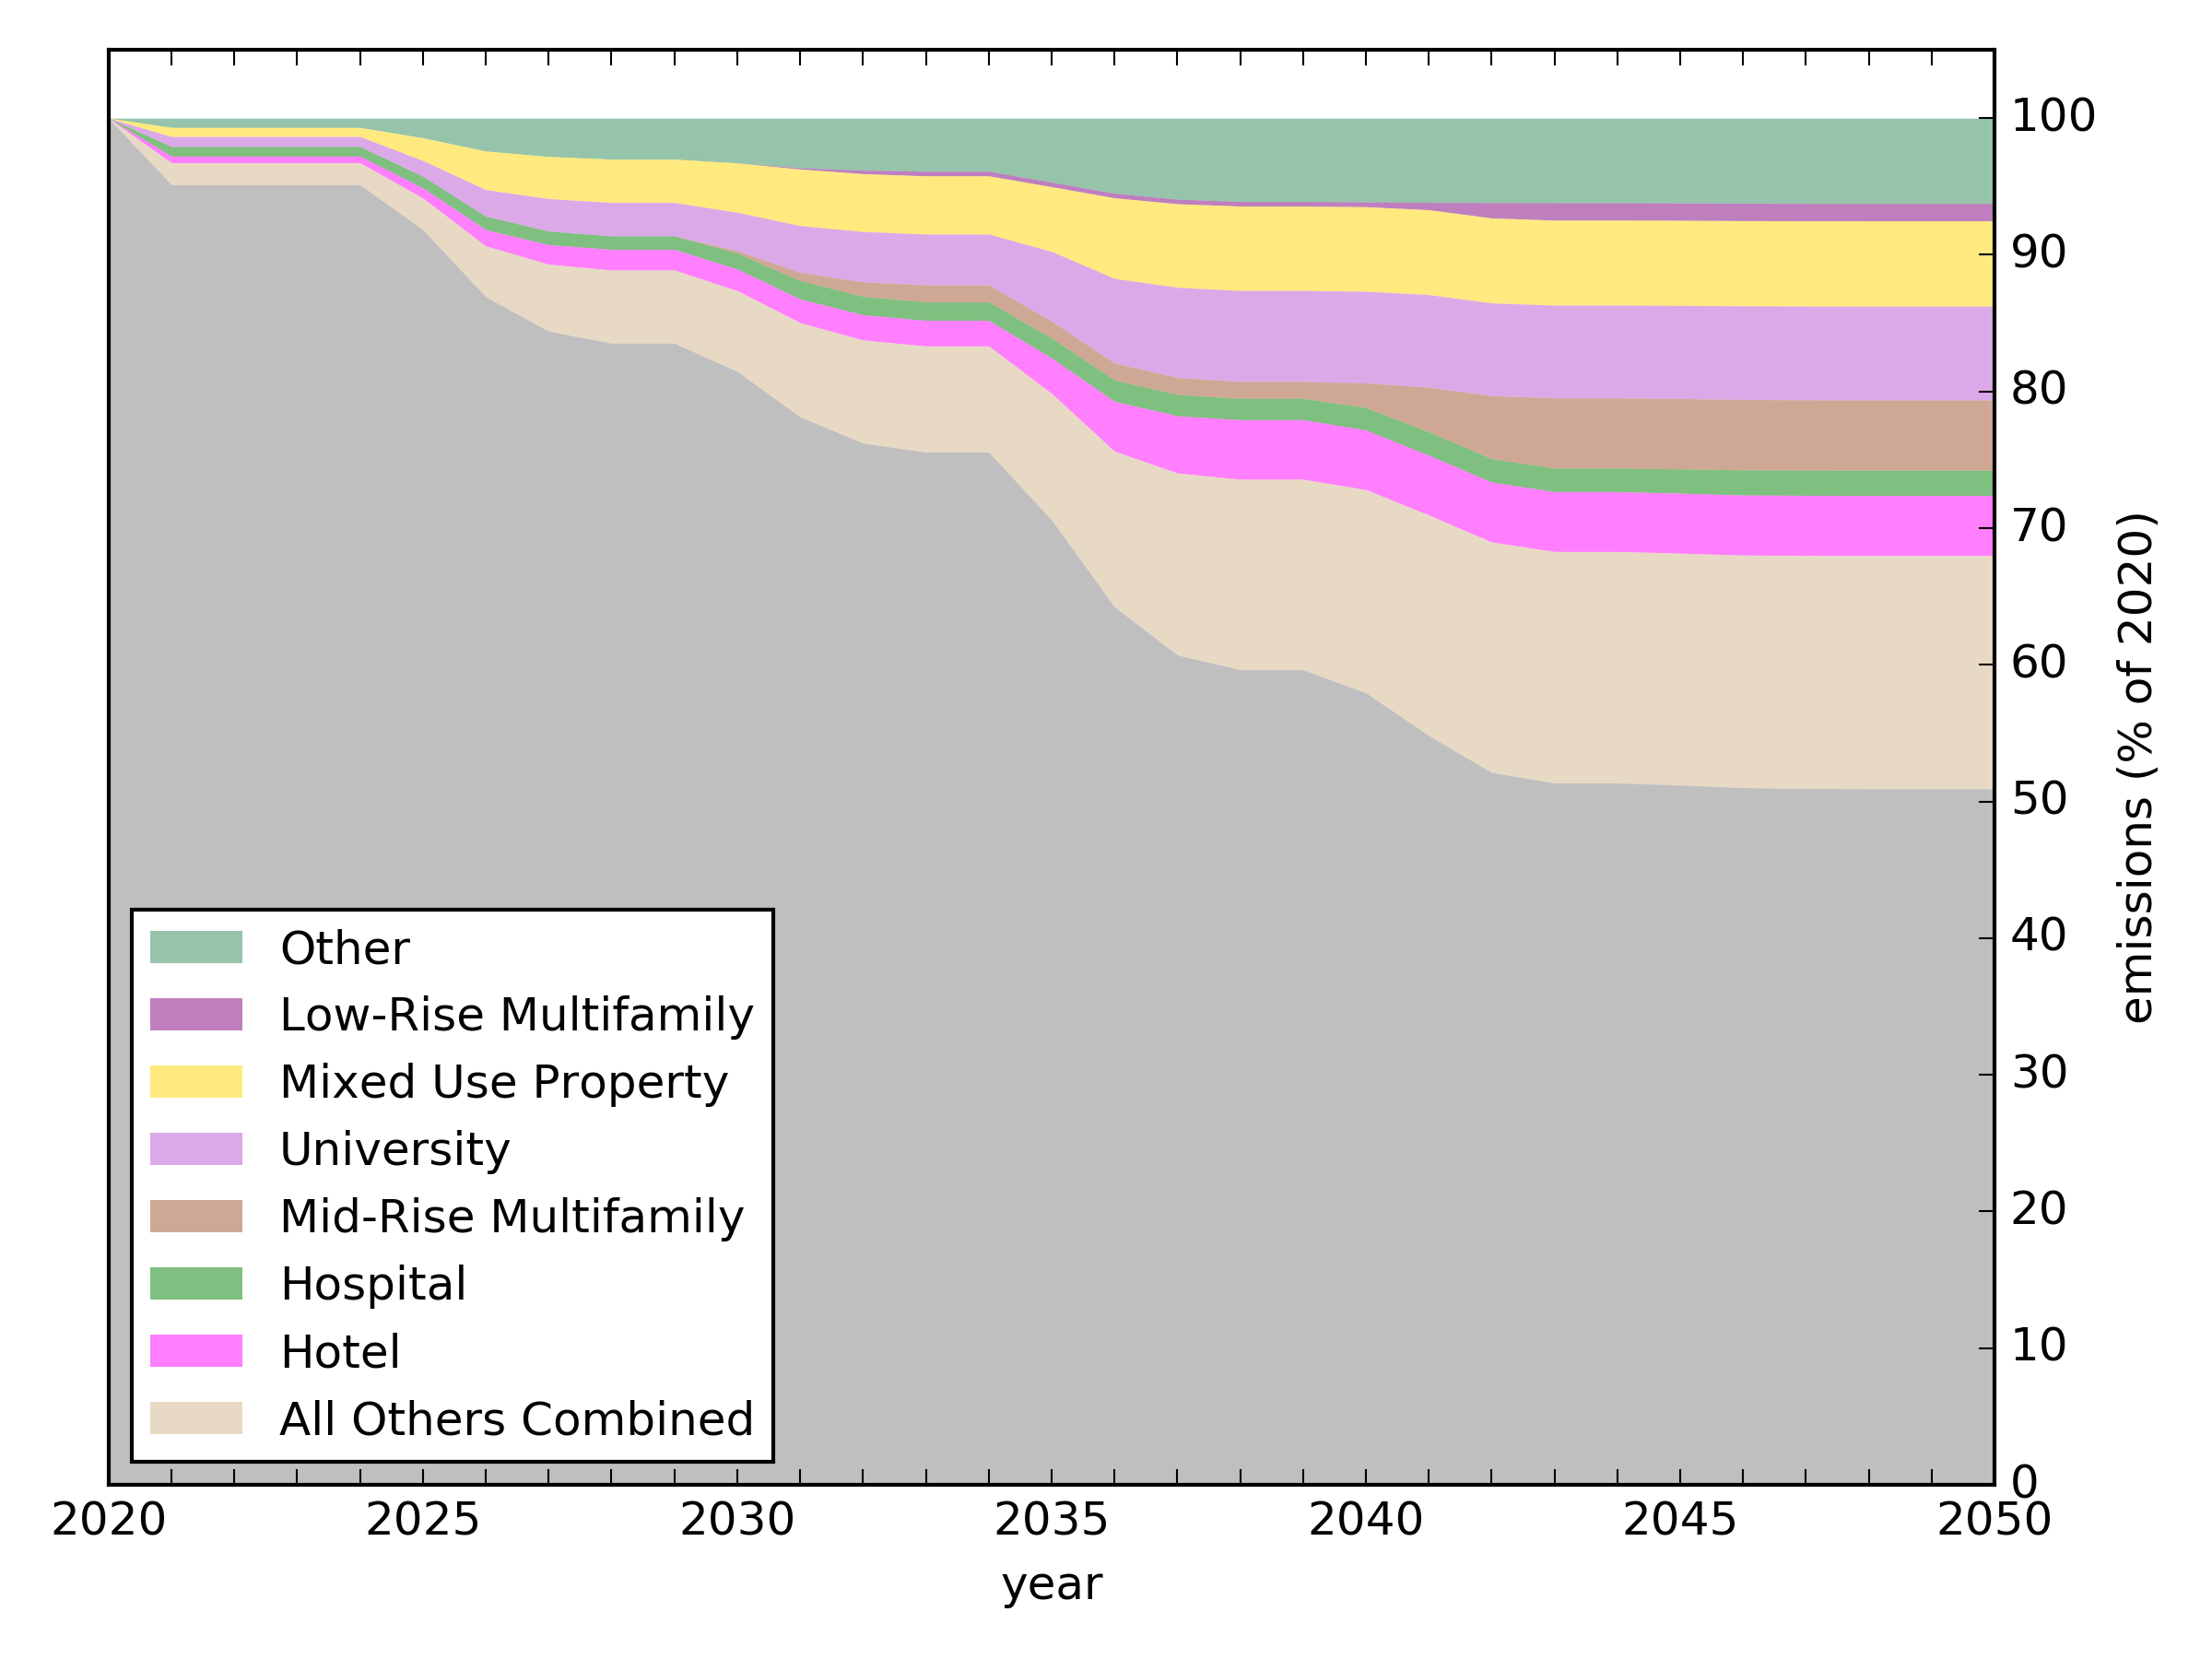 100
90
80
70
60
50
40
30
20
10
0
emissions (% of 2020)
Other
Low-Rise Multifamily
Mixed Use Property
University
Mid-Rise Multifamily
Hospital
Hotel
All Others Combined
2020 2025 2030 2035 2040 2045 2050
year